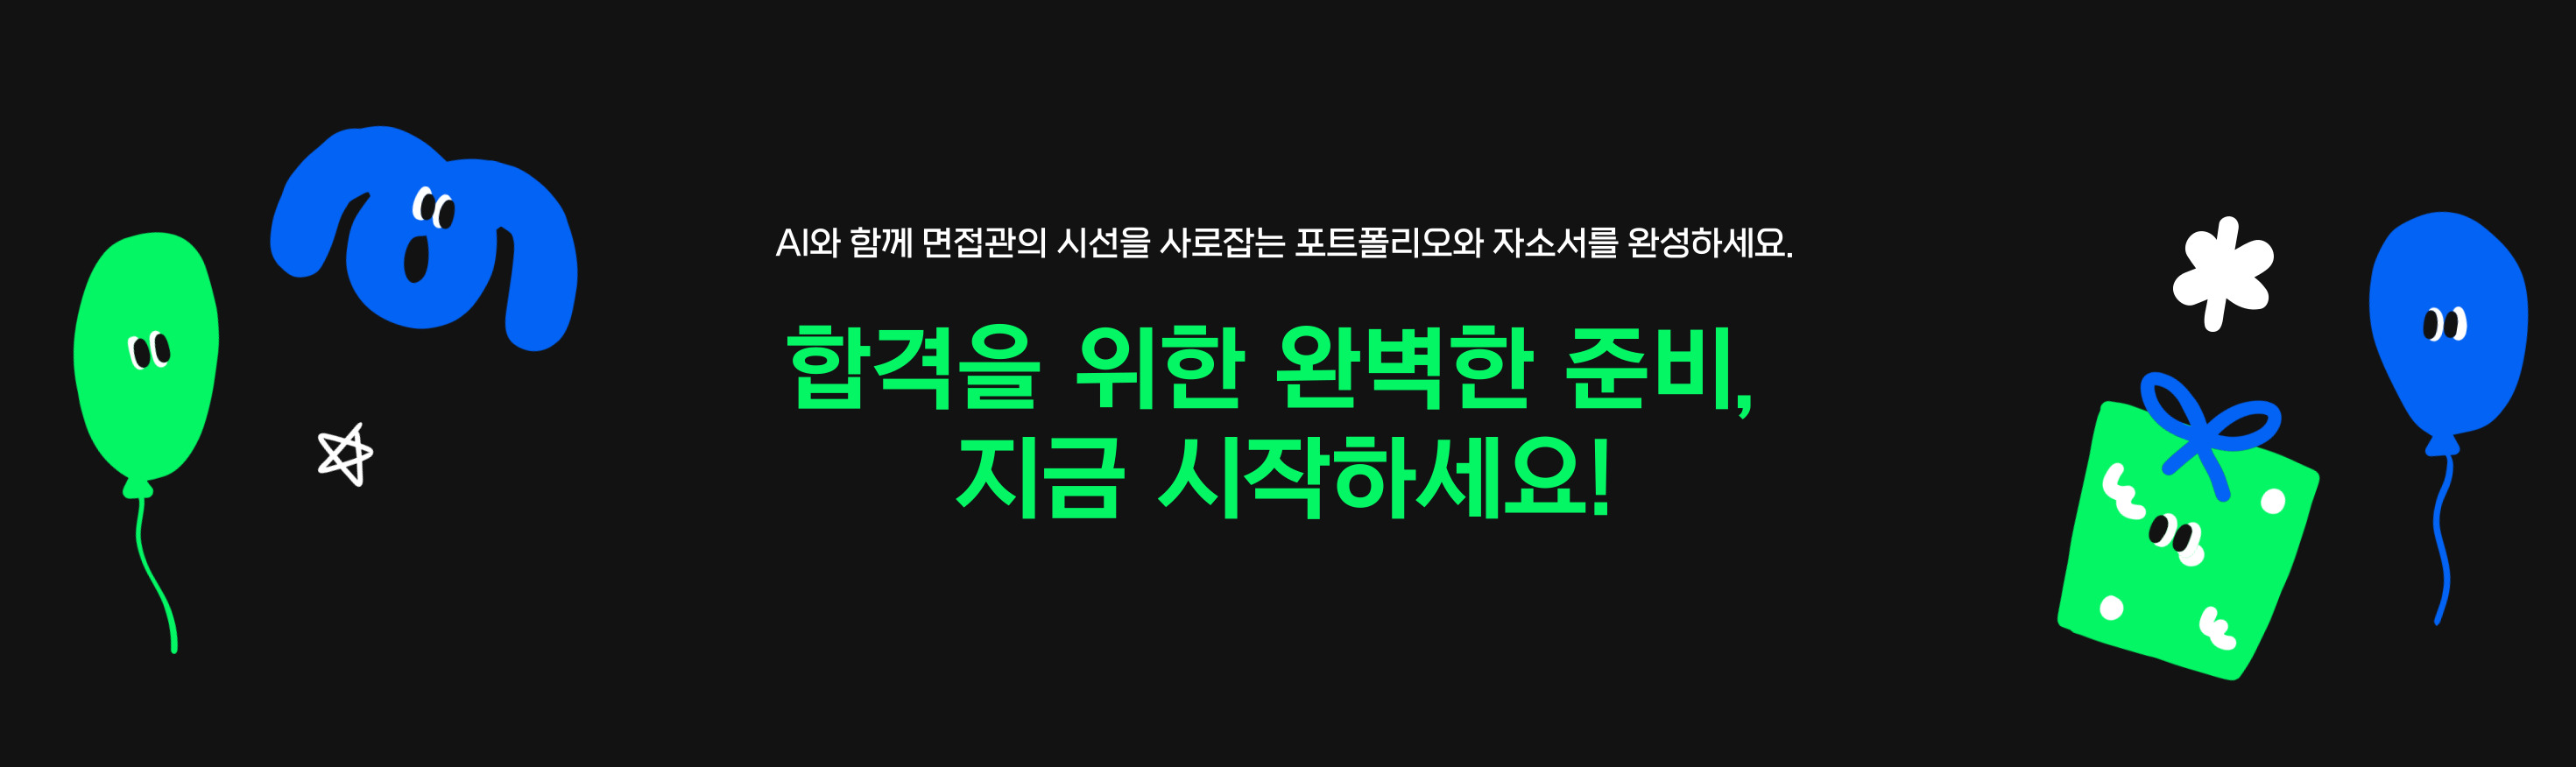 AI와 함께 면접관의 시선을 사로잡는 포트폴리오와 자소서를 완성하세요.
합격을 위한 완벽한 준비,
지금 시작하세요!